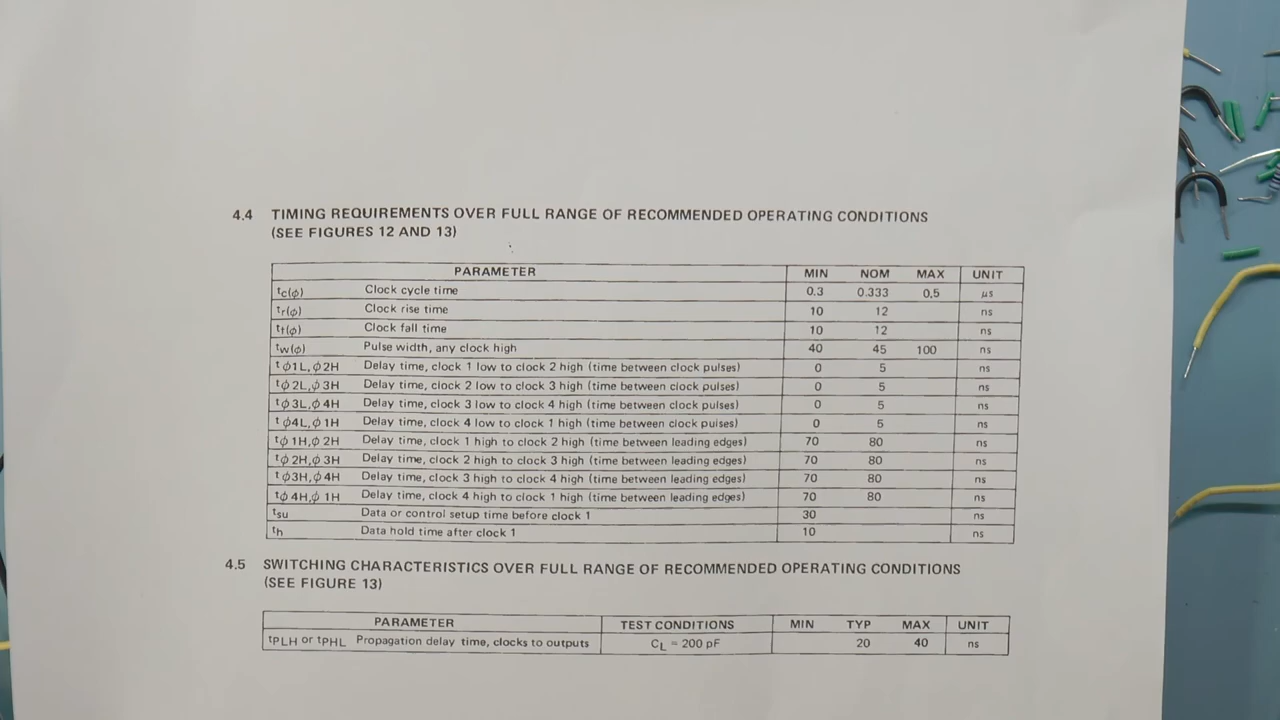 4.4 TIMING REQUIREMENTS OVER FULL RANGE OF RECOMMENDED OPERATING CONDITIONS
(SEE FIGURES 12 AND 13)
PARAMETER MIN NOM MAX UNIT
tc(φ) Clock cycle time 0.3 0.333 0.5 μs
tr(φ) Clock rise time 10 12 ns
tf(φ) Clock fall time 10 12 ns
tw(φ) Pulse width, any clock high 40 45 100 ns
tφ1L,φ2H Delay time, clock 1 low to clock 2 high (time between clock pulses) 0 5 ns
tφ2L,φ3H Delay time, clock 2 low to clock 3 high (time between clock pulses) 0 5 ns
tφ3L,φ4H Delay time, clock 3 low to clock 4 high (time between clock pulses) 0 5 ns
tφ4L,φ1H Delay time, clock 4 low to clock 1 high (time between clock pulses) 0 5 ns
tφ1H,φ2H Delay time, clock 1 high to clock 2 high (time between leading edges) 70 80 ns
tφ2H,φ3H Delay time, clock 2 high to clock 3 high (time between leading edges) 70 80 ns
tφ3H,φ4H Delay time, clock 3 high to clock 4 high (time between leading edges) 70 80 ns
tφ4H,φ1H Delay time, clock 4 high to clock 1 high (time between leading edges) 70 80 ns
tsu Data or control setup time before clock 1 30 ns
th Data hold time after clock 1 10 ns
4.5 SWITCHING CHARACTERISTICS OVER FULL RANGE OF RECOMMENDED OPERATING CONDITIONS
(SEE FIGURE 13)
PARAMETER TEST CONDITIONS MIN TYP MAX UNIT
tPLH or tPHL Propagation delay time, clocks to outputs CL = 200 pF 20 40 ns